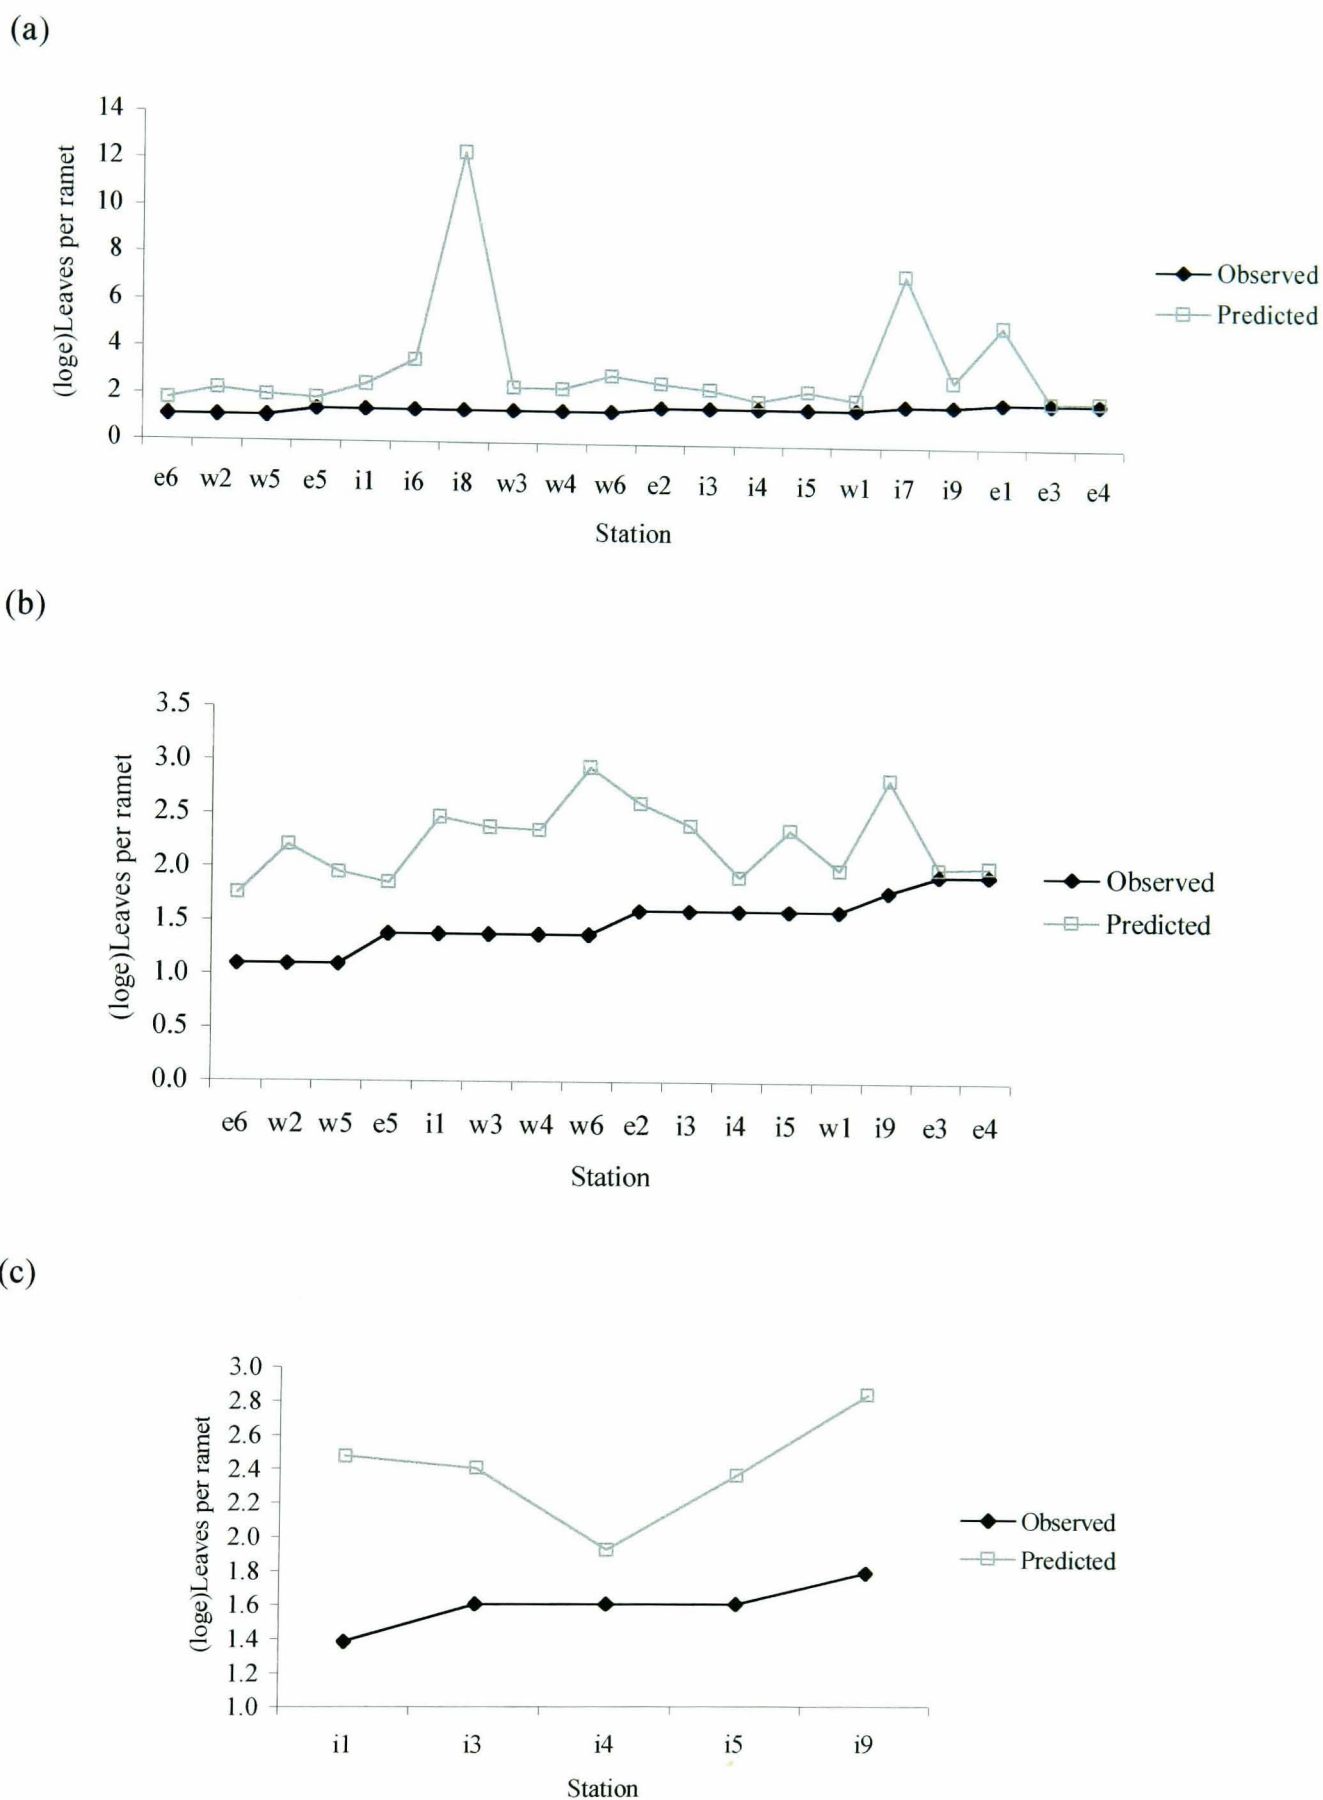 (a)
14
12
10
8
6
4
2
0
(loge)Leaves per ramet
Observed
Predicted
e6 w2 w5 e5 i1 i6 i8 w3 w4 w6 e2 i3 i4 i5 w1 i7 i9 e1 e3 e4
Station
(b)
3.5
3.0
2.5
2.0
1.5
1.0
0.5
0.0
(loge)Leaves per ramet
Observed
Predicted
e6 w2 w5 e5 i1 w3 w4 w6 e2 i3 i4 i5 w1 i9 e3 e4
Station
(c)
3.0
2.8
2.6
2.4
2.2
2.0
1.8
1.6
1.4
1.2
1.0
(loge)Leaves per ramet
Observed
Predicted
i1 i3 i4 i5 i9
Station